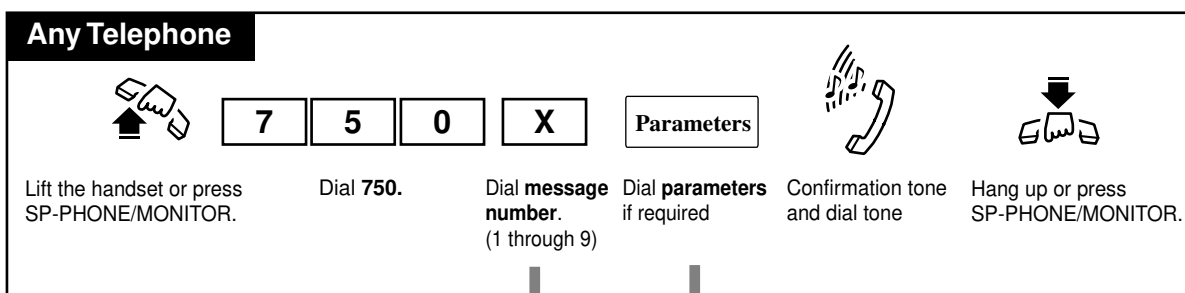 Any Telephone
7 5 0 X Parameters
Lift the handset or press
SP-PHONE/MONITOR.
Dial 750.
Dial message
number.
(1 through 9)
Dial parameters
if required
Confirmation tone
and dial tone
Hang up or press
SP-PHONE/MONITOR.